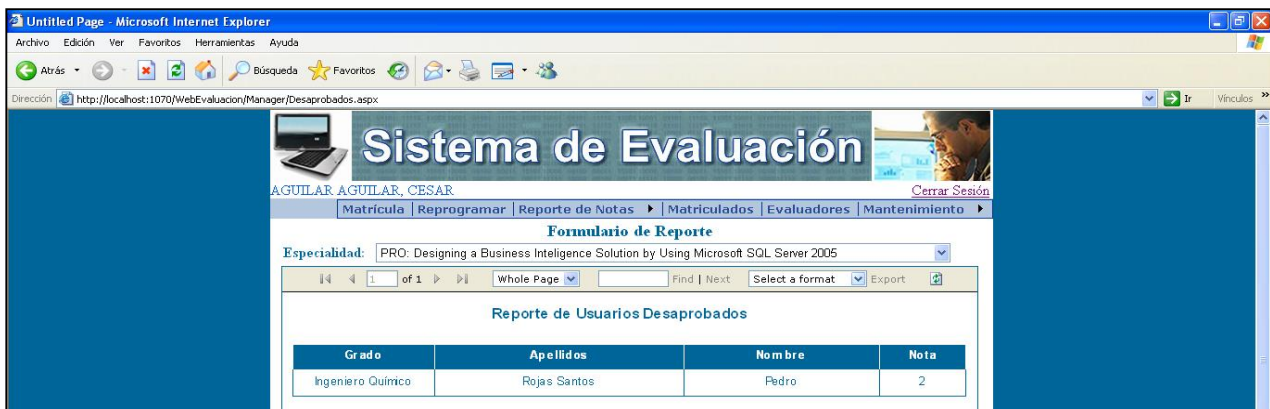 Untitled Page - Microsoft Internet Explorer
Archivo Edición Ver Favoritos Herramientas Ayuda
Atrás Búsqueda Favoritos
Dirección http://localhost:1070/WebEvaluacion/Manager/Desaprobados.aspx Ir Vínculos »
Sistema de Evaluación
AGUILAR AGUILAR, CESAR Cerrar Sesión
Matrícula | Reprogramar | Reporte de Notas | Matriculados | Evaluadores | Mantenimiento
Formulario de Reporte
Especialidad: PRO: Designing a Business Inteligence Solution by Using Microsoft SQL Server 2005
1 of 1 Whole Page Find | Next Select a format Export
Reporte de Usuarios Desaprobados
Grado Apellidos Nombre Nota
Ingeniero Químico Rojas Santos Pedro 2